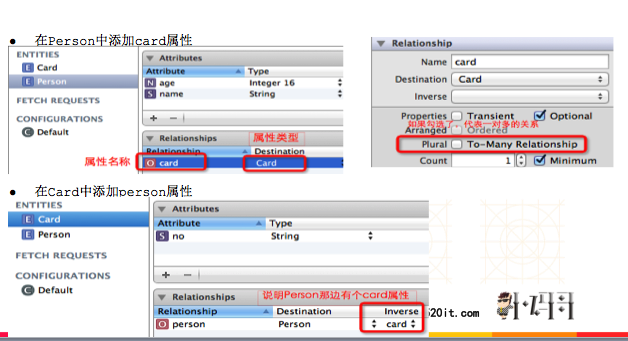 ● 在Person中添加card属性
ENTITIES
E Card
E Person
FETCH REQUESTS
CONFIGURATIONS
C Default
▼ Attributes
Attribute Type
N age Integer 16
S name String
+ −
▼ Relationships 属性类型
Relationship Destination
属性名称 O card Card
▼ Relationship
Name card
Destination Card
Inverse
Properties Transient Optional
如果勾选了，代表一对多的关系
Arranged Ordered
Plural To-Many Relationship
Count 1 Minimum
● 在Card中添加person属性
ENTITIES
E Card
E Person
FETCH REQUESTS
CONFIGURATIONS
C Default
▼ Attributes
Attribute Type
S no String
+ −
▼ Relationships 说明Person那边有个card属性
Relationship Destination Inverse
O person Person card
520it.com